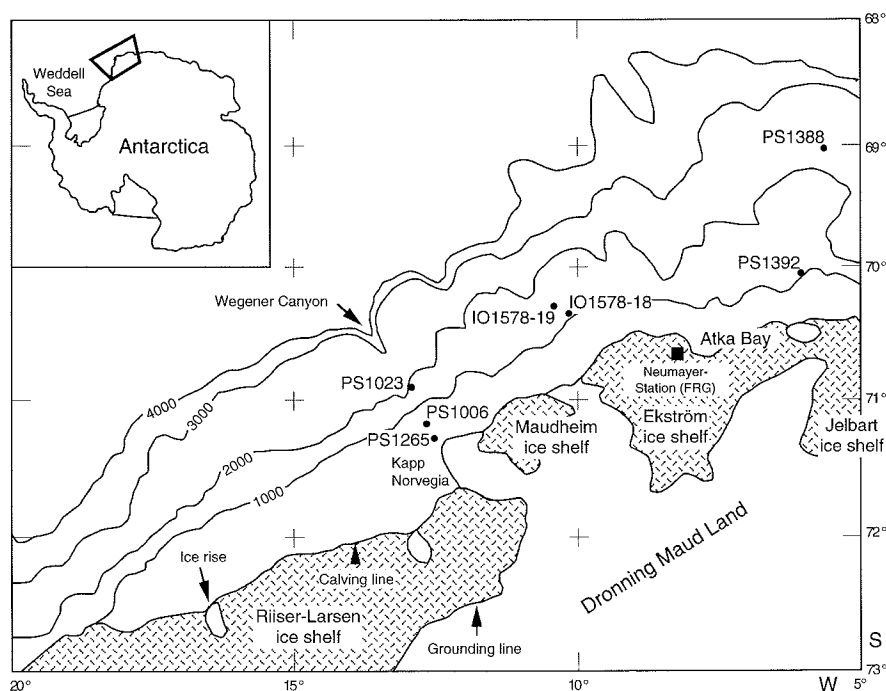 68°
Weddell
Sea
Antarctica
PS1388
69°
PS1392
70°
Wegener Canyon
IO1578-19
IO1578-18
Atka Bay
Neumayer-
Station (FRG)
PS1023
4000
3000
71°
PS1006
Maudheim
ice shelf
Ekström
ice shelf
Jelbart
ice shelf
PS1265
Kapp
Norvegia
2000
1000
72°
Dronning Maud Land
Ice rise
Calving line
Riiser-Larsen
ice shelf
Grounding line
S
73°
20°
15°
10°
W
5°